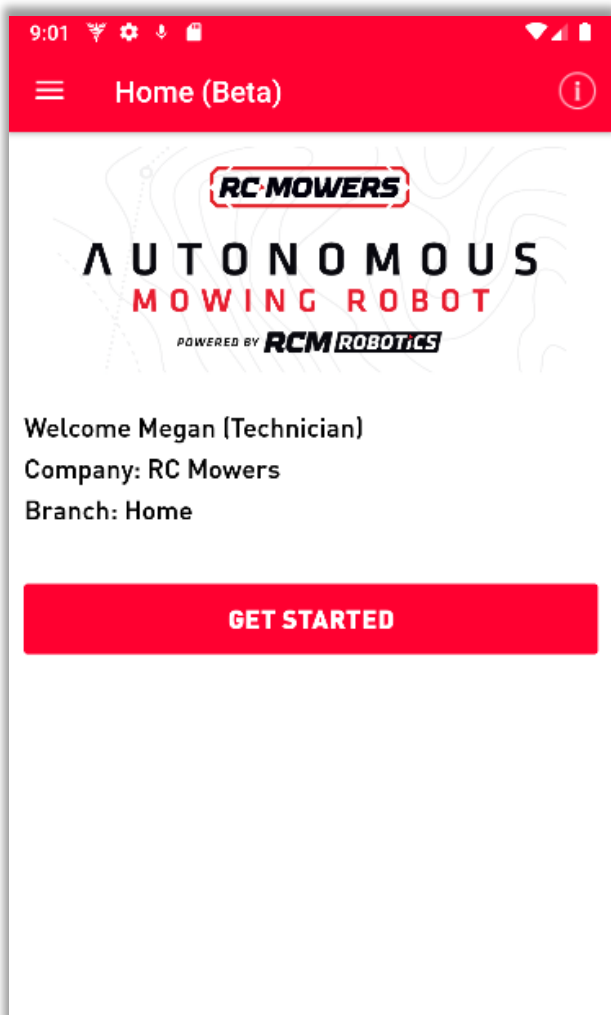 9:01
Home (Beta)
RC MOWERS
AUTONOMOUS
MOWING ROBOT
POWERED BY RCM ROBOTICS
Welcome Megan (Technician)
Company: RC Mowers
Branch: Home
GET STARTED